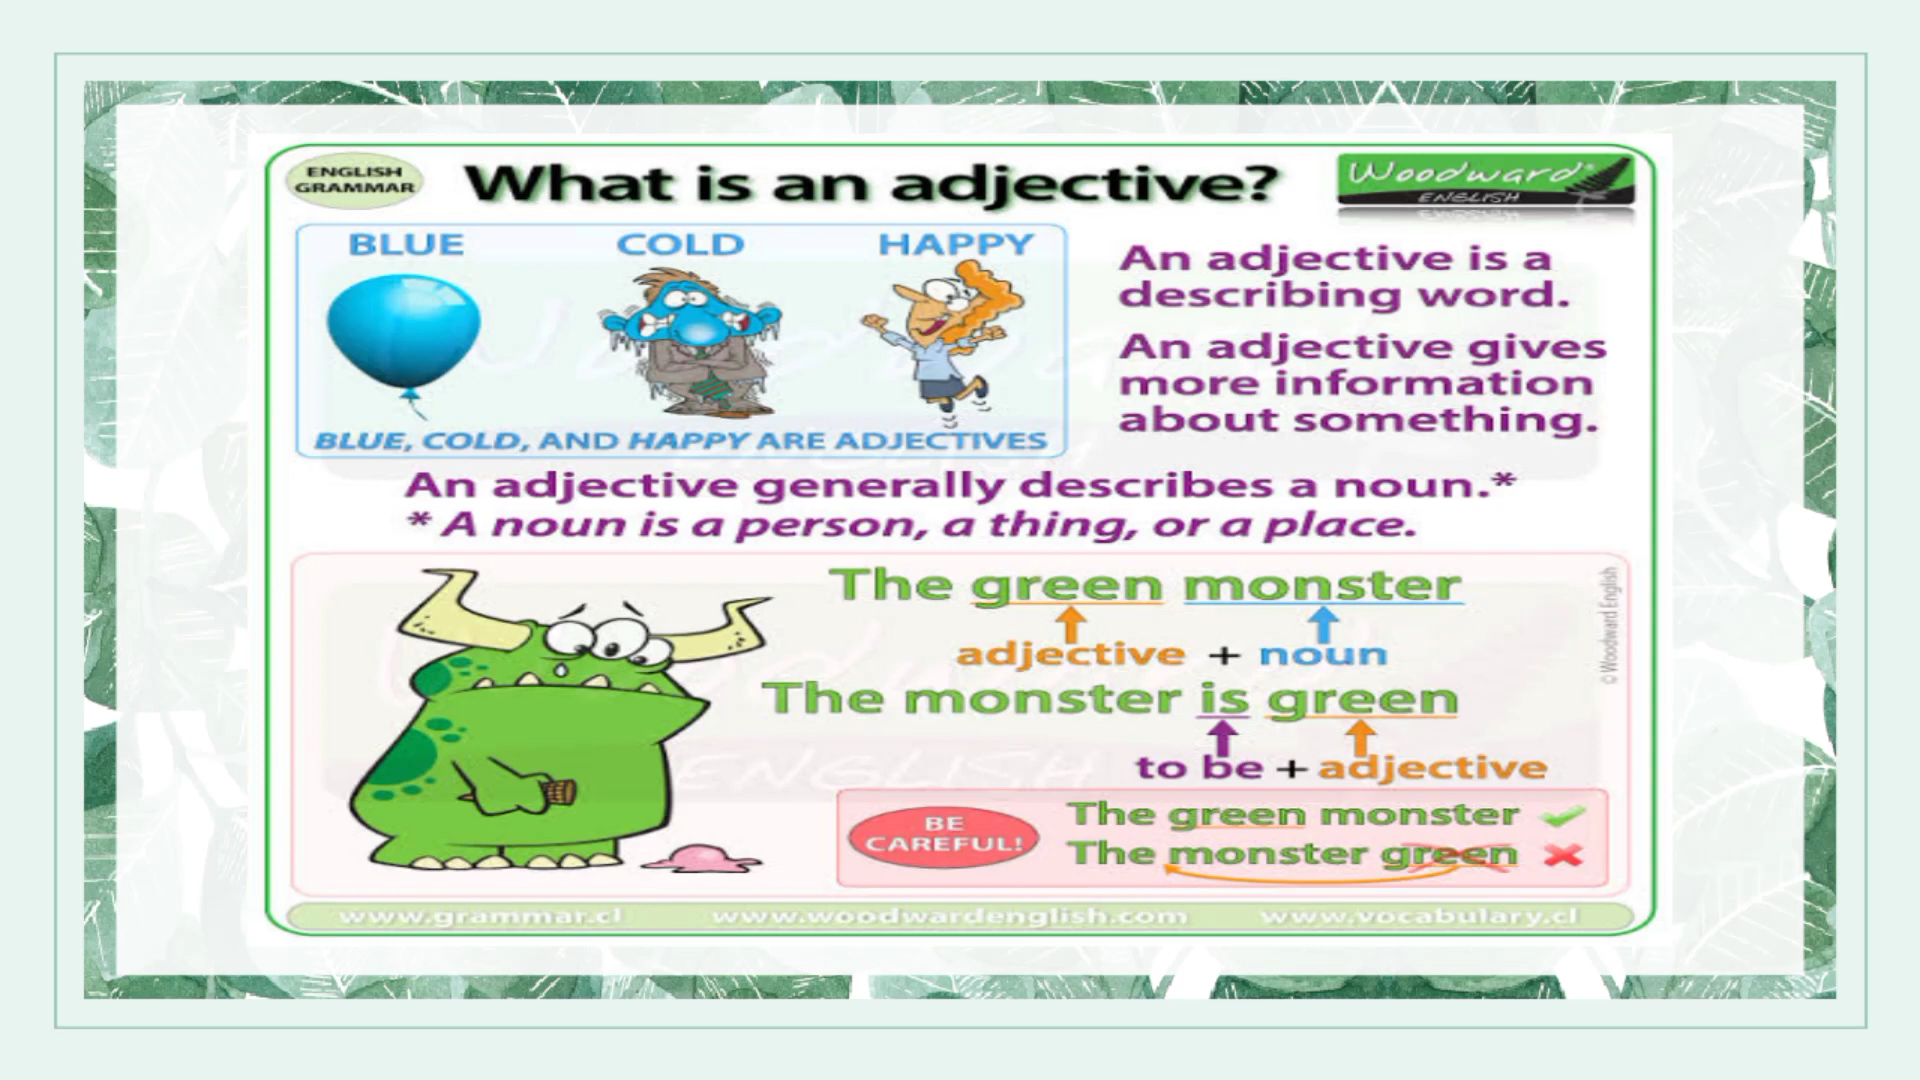 ENGLISH
GRAMMAR
What is an adjective?
Woodward®
ENGLISH
BLUE COLD HAPPY
BLUE, COLD, AND HAPPY ARE ADJECTIVES
An adjective is a
describing word.
An adjective gives
more information
about something.
An adjective generally describes a noun.*
* A noun is a person, a thing, or a place.
The green monster
adjective + noun
The monster is green
to be + adjective
BE
CAREFUL!
The green monster
The monster green
© Woodward English
www.grammar.cl www.woodwardenglish.com www.vocabulary.cl